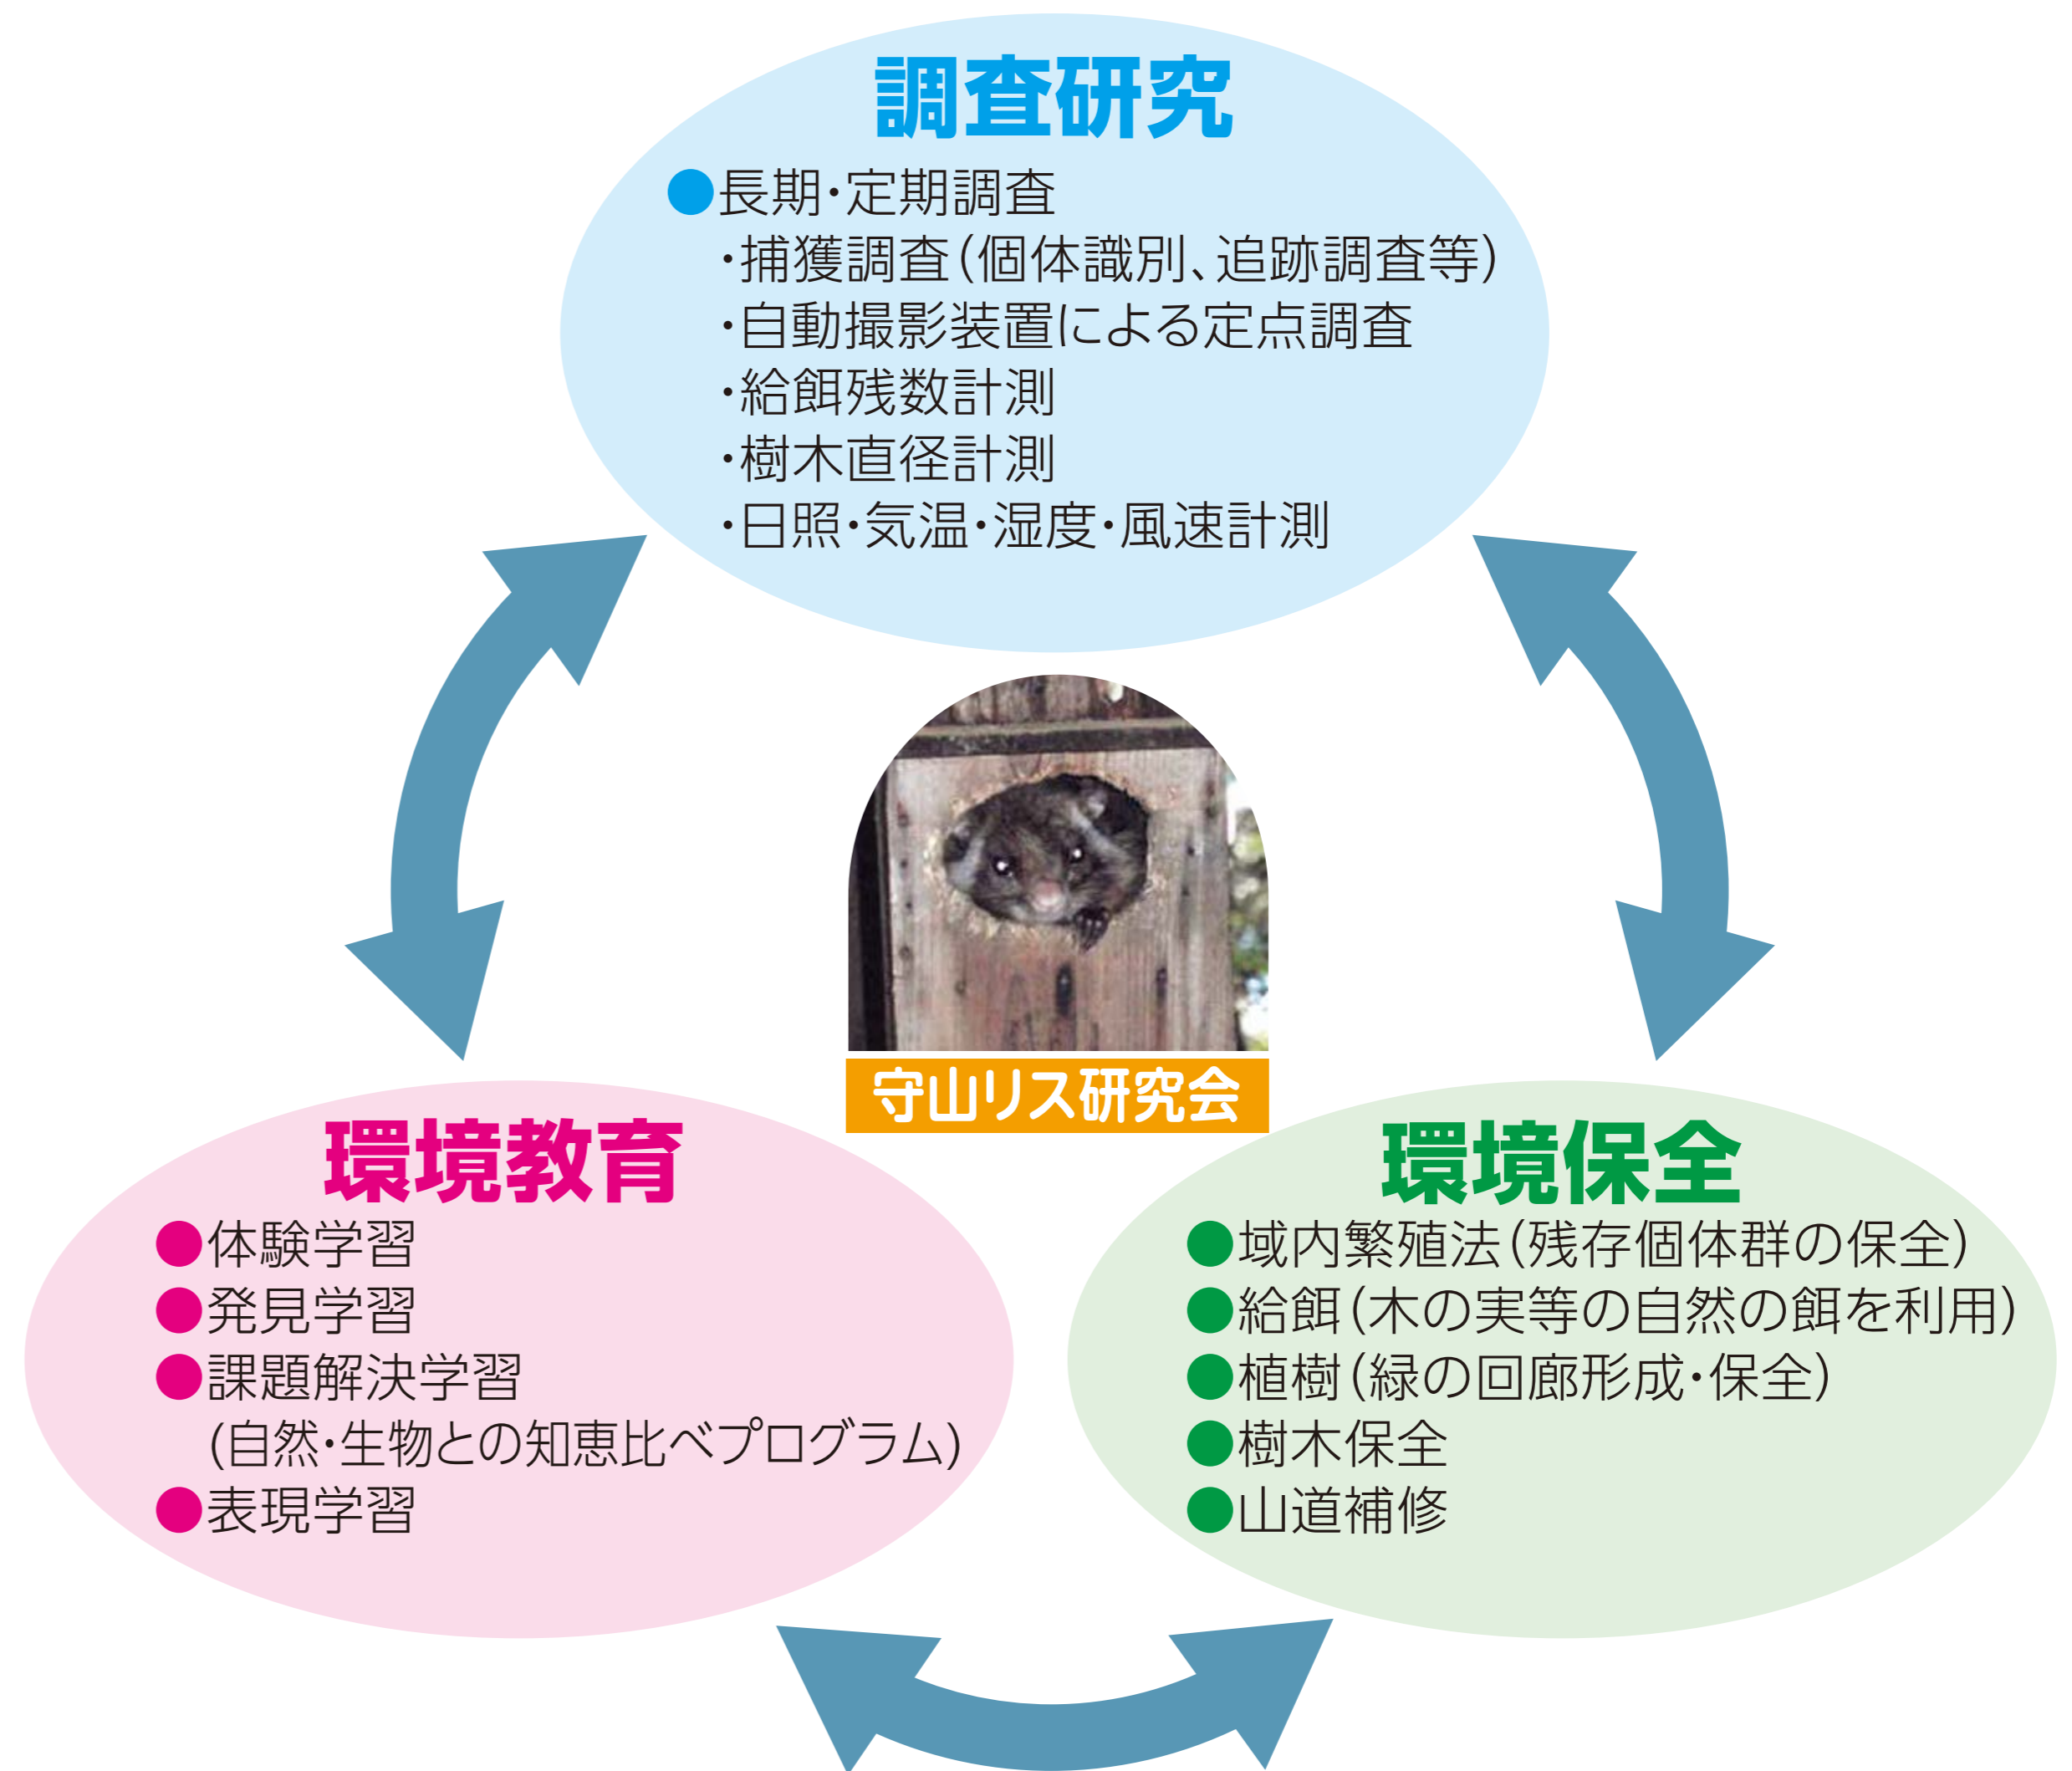 調査研究
●長期・定期調査
・捕獲調査(個体識別、追跡調査等)
・自動撮影装置による定点調査
・給餌残数計測
・樹木直径計測
・日照・気温・湿度・風速計測
守山リス研究会
環境教育
●体験学習
●発見学習
●課題解決学習
(自然・生物との知恵比べプログラム)
●表現学習
環境保全
●域内繁殖法(残存個体群の保全)
●給餌(木の実等の自然の餌を利用)
●植樹(緑の回廊形成・保全)
●樹木保全
●山道補修